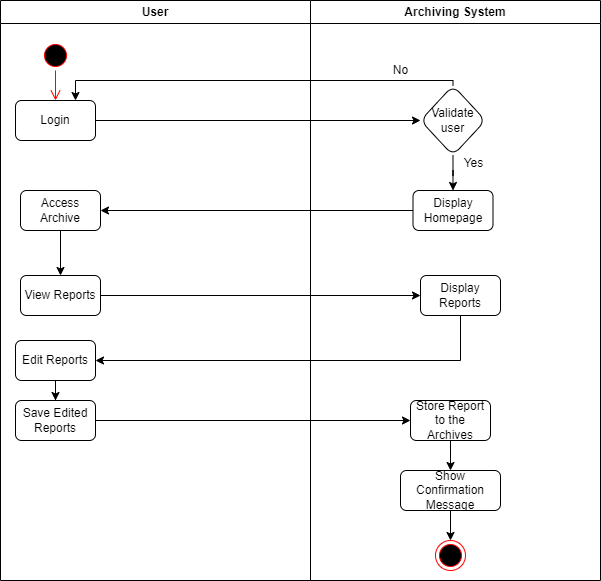 User
Archiving System
No
Login
Validate
user
Yes
Access
Archive
Display
Homepage
View Reports
Display
Reports
Edit Reports
Save Edited
Reports
Store Report
to the
Archives
Show
Confirmation
Message